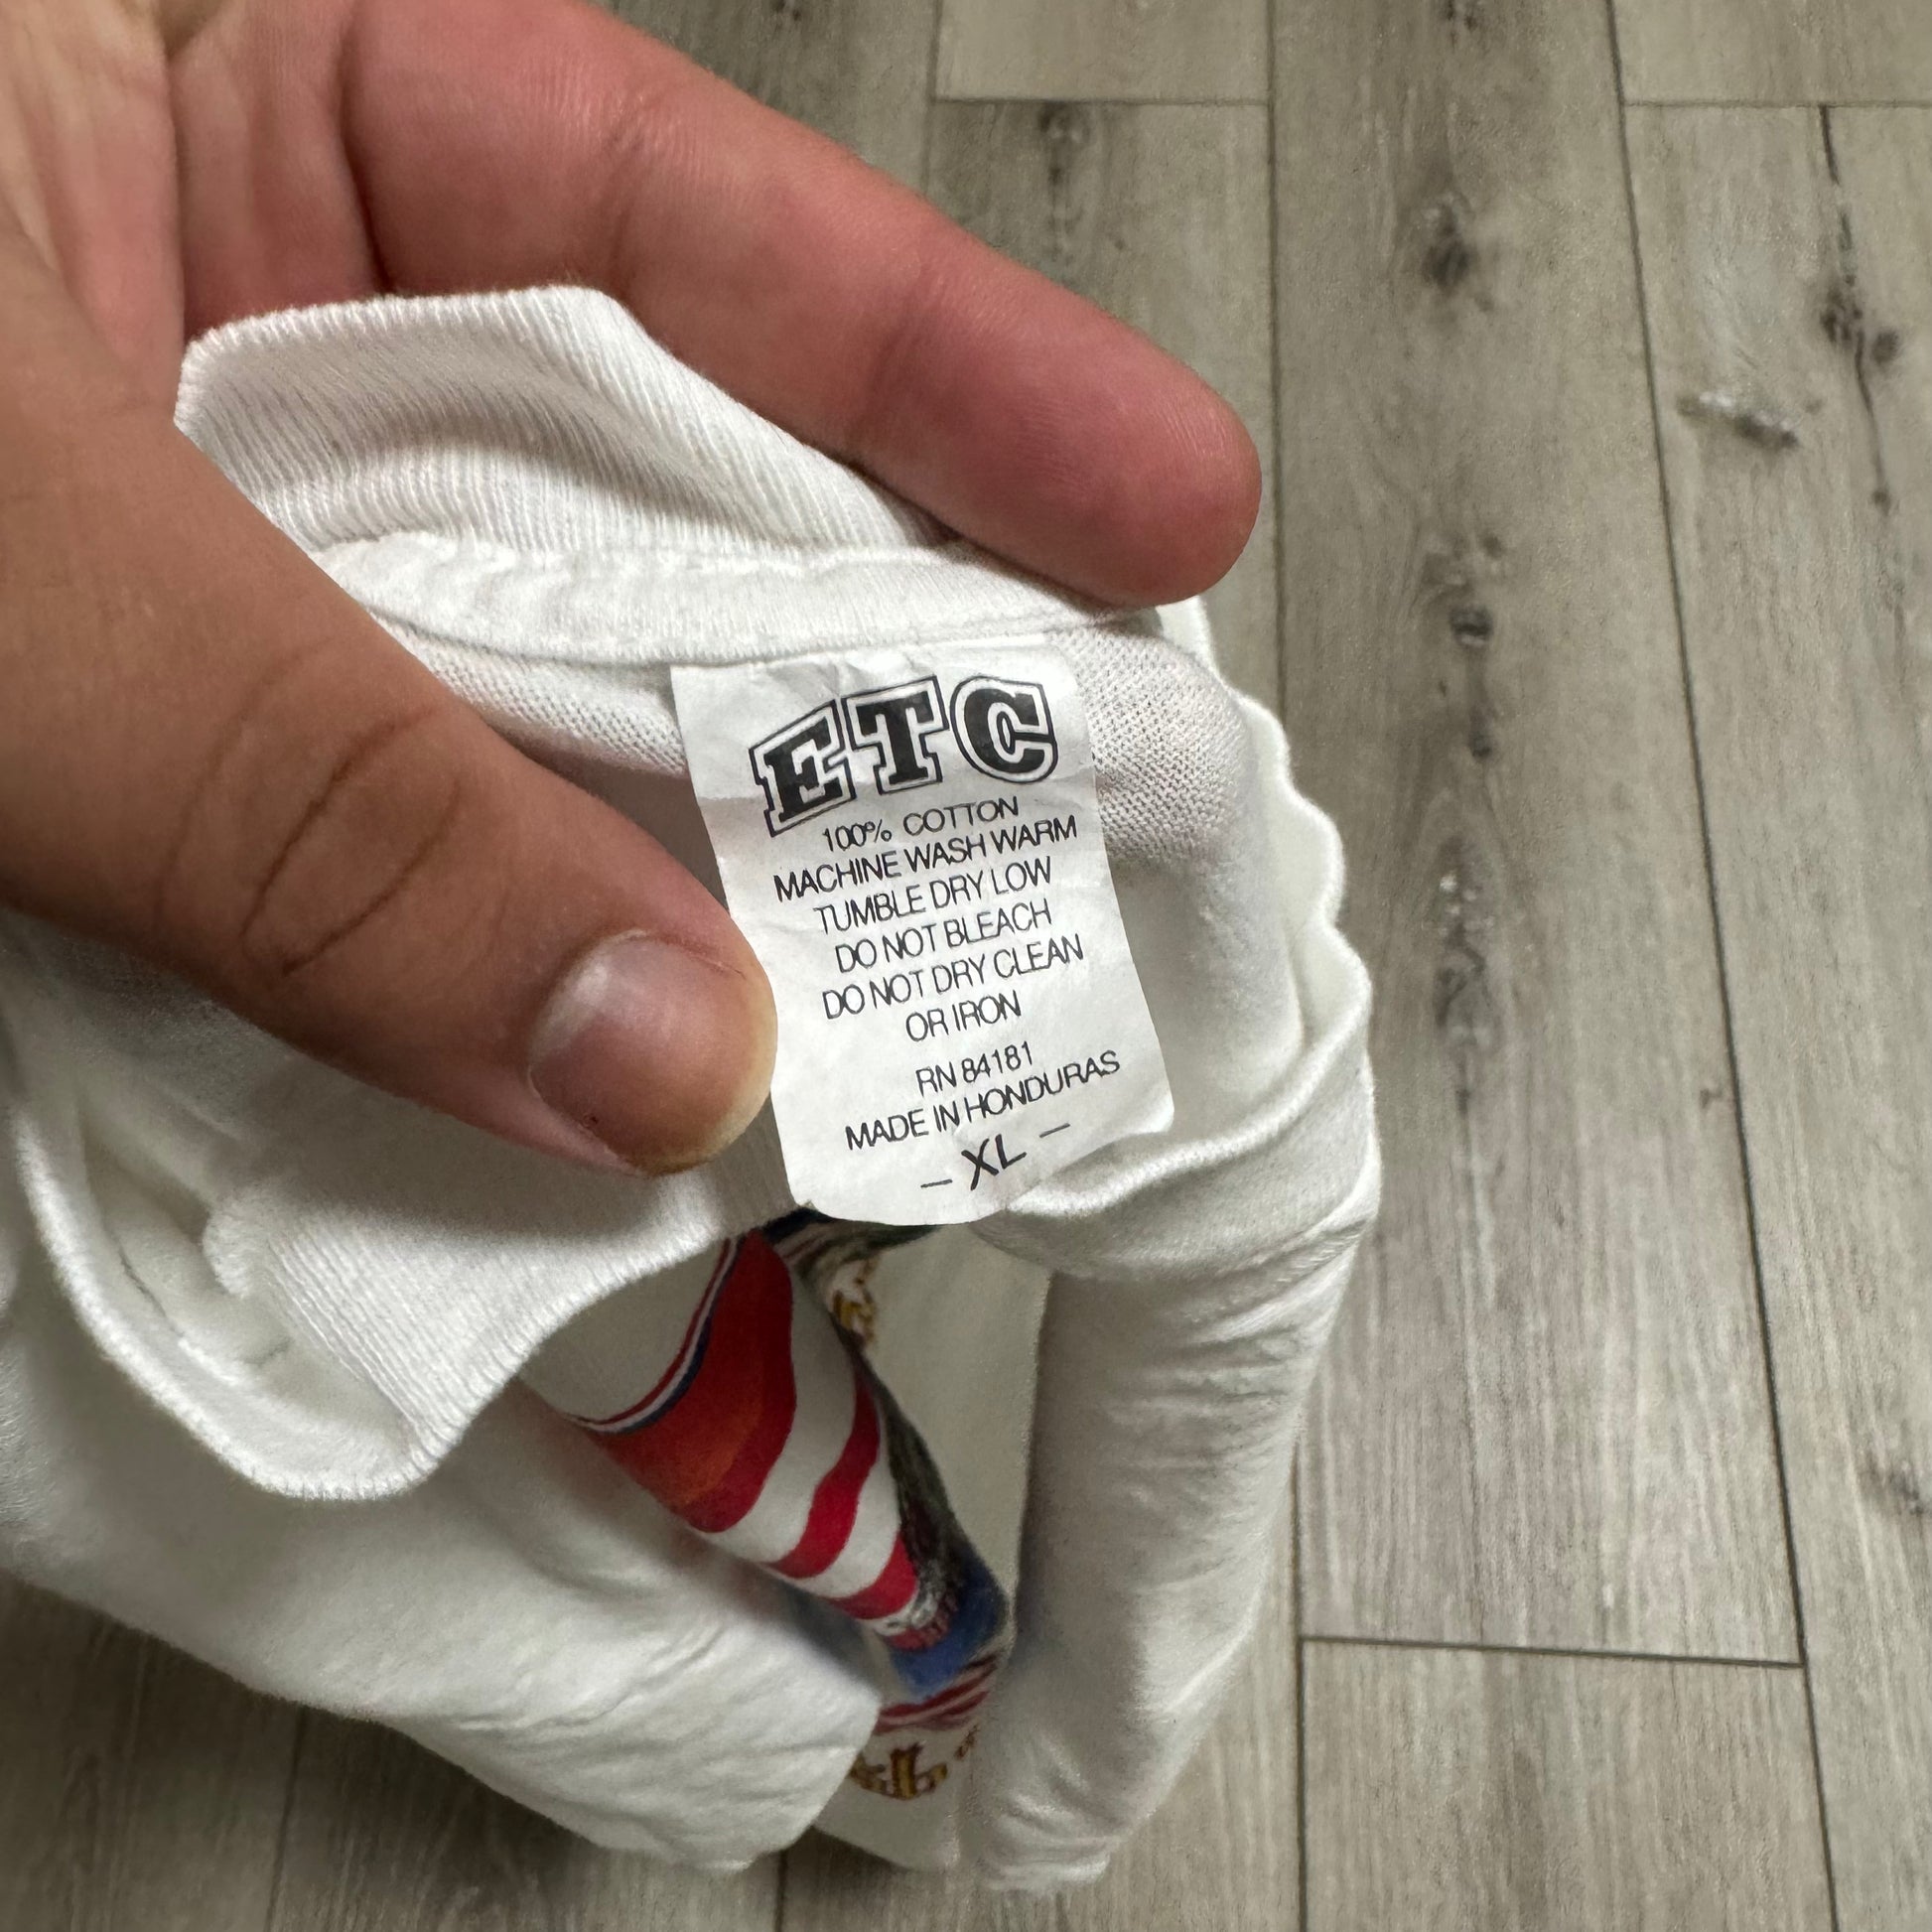 ETC
100% COTTON
MACHINE WASH WARM
TUMBLE DRY LOW
DO NOT BLEACH
DO NOT DRY CLEAN
OR IRON
RN 84181
MADE IN HONDURAS
– XL –